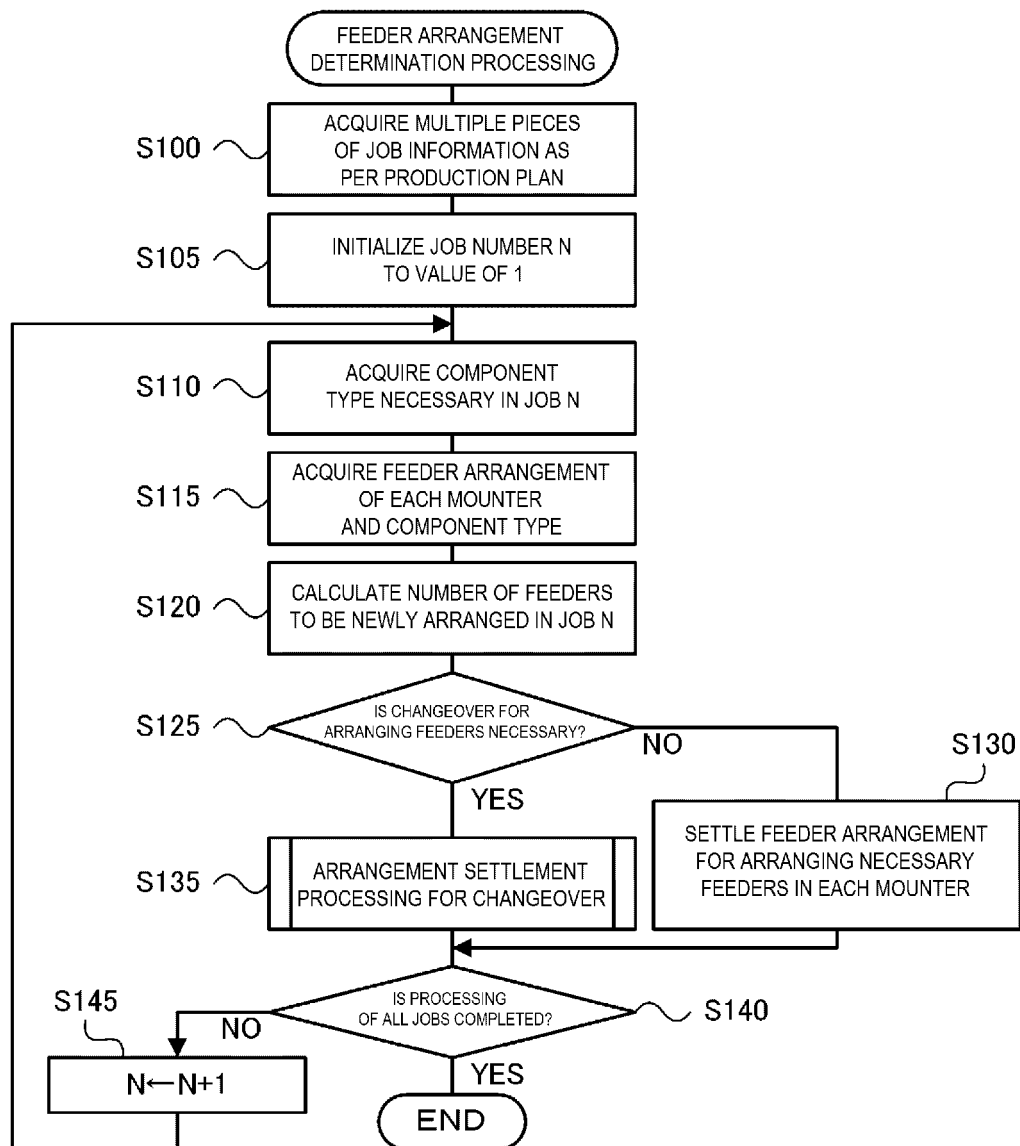 FEEDER ARRANGEMENT
DETERMINATION PROCESSING
S100
ACQUIRE MULTIPLE PIECES
OF JOB INFORMATION AS
PER PRODUCTION PLAN
S105
INITIALIZE JOB NUMBER N
TO VALUE OF 1
S110
ACQUIRE COMPONENT
TYPE NECESSARY IN JOB N
S115
ACQUIRE FEEDER ARRANGEMENT
OF EACH MOUNTER
AND COMPONENT TYPE
S120
CALCULATE NUMBER OF FEEDERS
TO BE NEWLY ARRANGED IN JOB N
S125
IS CHANGEOVER FOR
ARRANGING FEEDERS NECESSARY?
NO
YES
S130
SETTLE FEEDER ARRANGEMENT
FOR ARRANGING NECESSARY
FEEDERS IN EACH MOUNTER
S135
ARRANGEMENT SETTLEMENT
PROCESSING FOR CHANGEOVER
S140
IS PROCESSING
OF ALL JOBS COMPLETED?
NO
YES
S145
N←N+1
END